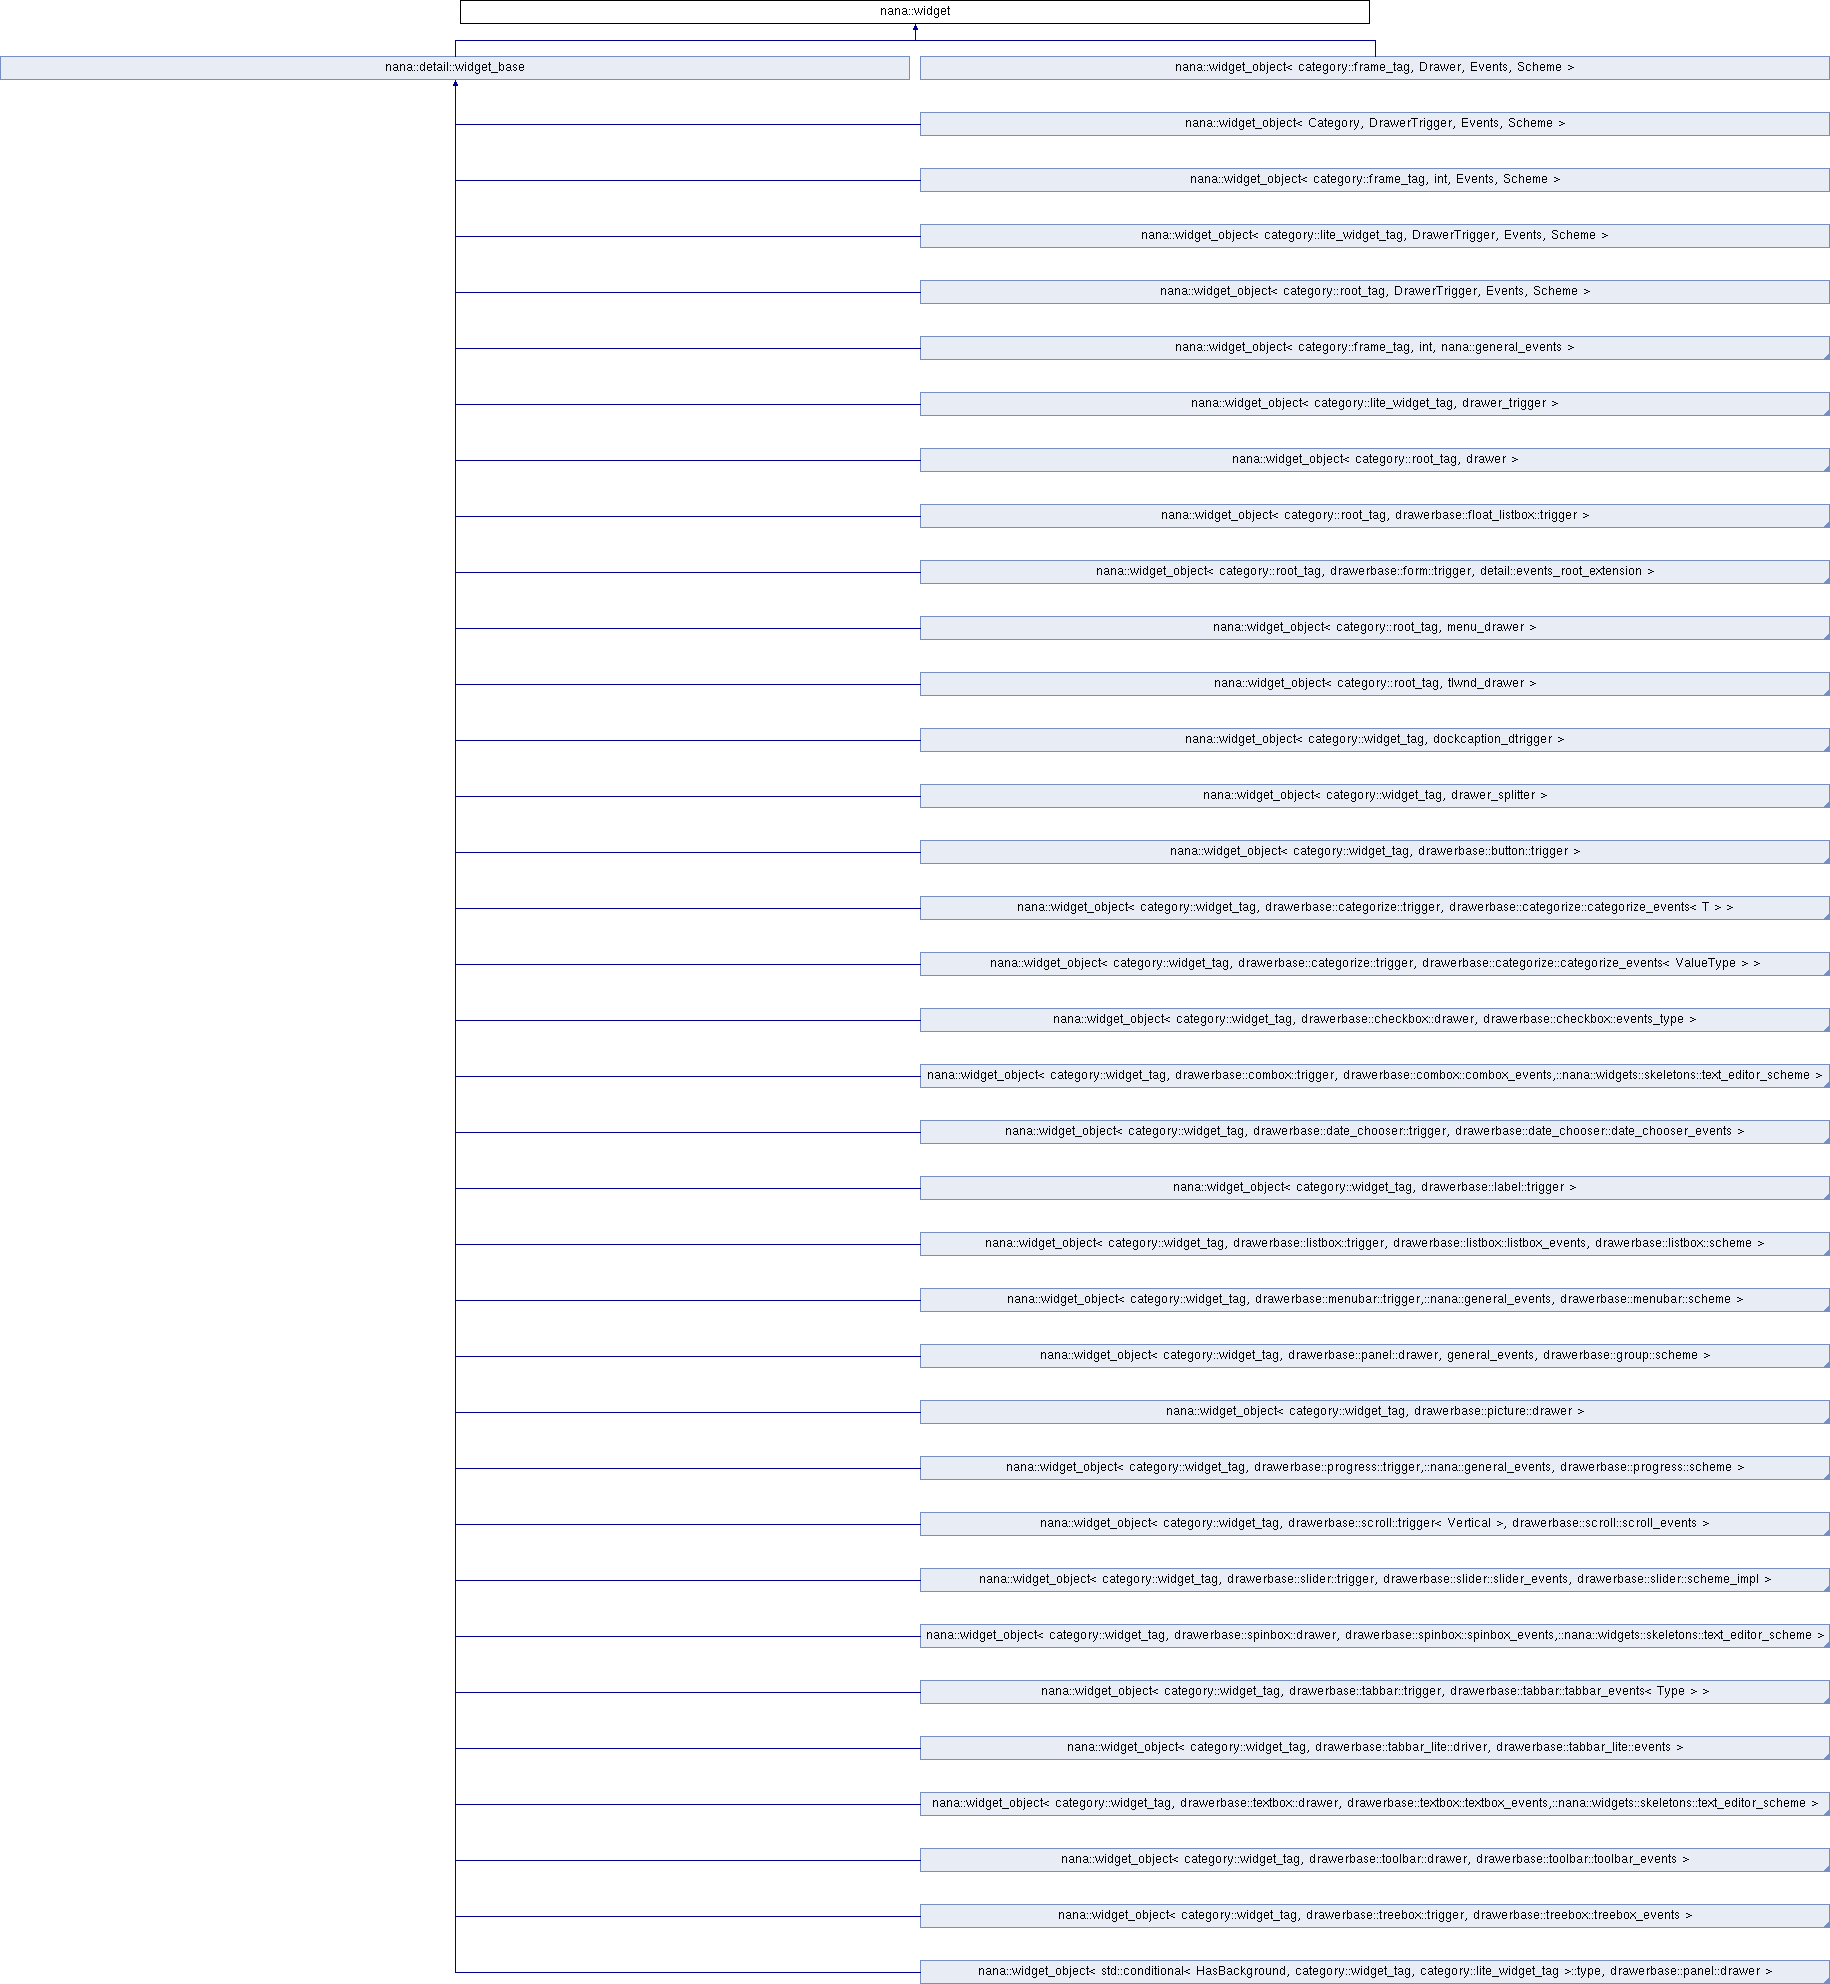 nana::widget
nana::detail::widget_base
nana::widget_object< category::frame_tag, Drawer, Events, Scheme >
nana::widget_object< Category, DrawerTrigger, Events, Scheme >
nana::widget_object< category::frame_tag, int, Events, Scheme >
nana::widget_object< category::lite_widget_tag, DrawerTrigger, Events, Scheme >
nana::widget_object< category::root_tag, DrawerTrigger, Events, Scheme >
nana::widget_object< category::frame_tag, int, nana::general_events >
nana::widget_object< category::lite_widget_tag, drawer_trigger >
nana::widget_object< category::root_tag, drawer >
nana::widget_object< category::root_tag, drawerbase::float_listbox::trigger >
nana::widget_object< category::root_tag, drawerbase::form::trigger, detail::events_root_extension >
nana::widget_object< category::root_tag, menu_drawer >
nana::widget_object< category::root_tag, tlwnd_drawer >
nana::widget_object< category::widget_tag, dockcaption_dtrigger >
nana::widget_object< category::widget_tag, drawer_splitter >
nana::widget_object< category::widget_tag, drawerbase::button::trigger >
nana::widget_object< category::widget_tag, drawerbase::categorize::trigger, drawerbase::categorize::categorize_events< T > >
nana::widget_object< category::widget_tag, drawerbase::categorize::trigger, drawerbase::categorize::categorize_events< ValueType > >
nana::widget_object< category::widget_tag, drawerbase::checkbox::drawer, drawerbase::checkbox::events_type >
nana::widget_object< category::widget_tag, drawerbase::combox::trigger, drawerbase::combox::combox_events,::nana::widgets::skeletons::text_editor_scheme >
nana::widget_object< category::widget_tag, drawerbase::date_chooser::trigger, drawerbase::date_chooser::date_chooser_events >
nana::widget_object< category::widget_tag, drawerbase::label::trigger >
nana::widget_object< category::widget_tag, drawerbase::listbox::trigger, drawerbase::listbox::listbox_events, drawerbase::listbox::scheme >
nana::widget_object< category::widget_tag, drawerbase::menubar::trigger,::nana::general_events, drawerbase::menubar::scheme >
nana::widget_object< category::widget_tag, drawerbase::panel::drawer, general_events, drawerbase::group::scheme >
nana::widget_object< category::widget_tag, drawerbase::picture::drawer >
nana::widget_object< category::widget_tag, drawerbase::progress::trigger,::nana::general_events, drawerbase::progress::scheme >
nana::widget_object< category::widget_tag, drawerbase::scroll::trigger< Vertical >, drawerbase::scroll::scroll_events >
nana::widget_object< category::widget_tag, drawerbase::slider::trigger, drawerbase::slider::slider_events, drawerbase::slider::scheme_impl >
nana::widget_object< category::widget_tag, drawerbase::spinbox::drawer, drawerbase::spinbox::spinbox_events,::nana::widgets::skeletons::text_editor_scheme >
nana::widget_object< category::widget_tag, drawerbase::tabbar::trigger, drawerbase::tabbar::tabbar_events< Type > >
nana::widget_object< category::widget_tag, drawerbase::tabbar_lite::driver, drawerbase::tabbar_lite::events >
nana::widget_object< category::widget_tag, drawerbase::textbox::drawer, drawerbase::textbox::textbox_events,::nana::widgets::skeletons::text_editor_scheme >
nana::widget_object< category::widget_tag, drawerbase::toolbar::drawer, drawerbase::toolbar::toolbar_events >
nana::widget_object< category::widget_tag, drawerbase::treebox::trigger, drawerbase::treebox::treebox_events >
nana::widget_object< std::conditional< HasBackground, category::widget_tag, category::lite_widget_tag >::type, drawerbase::panel::drawer >